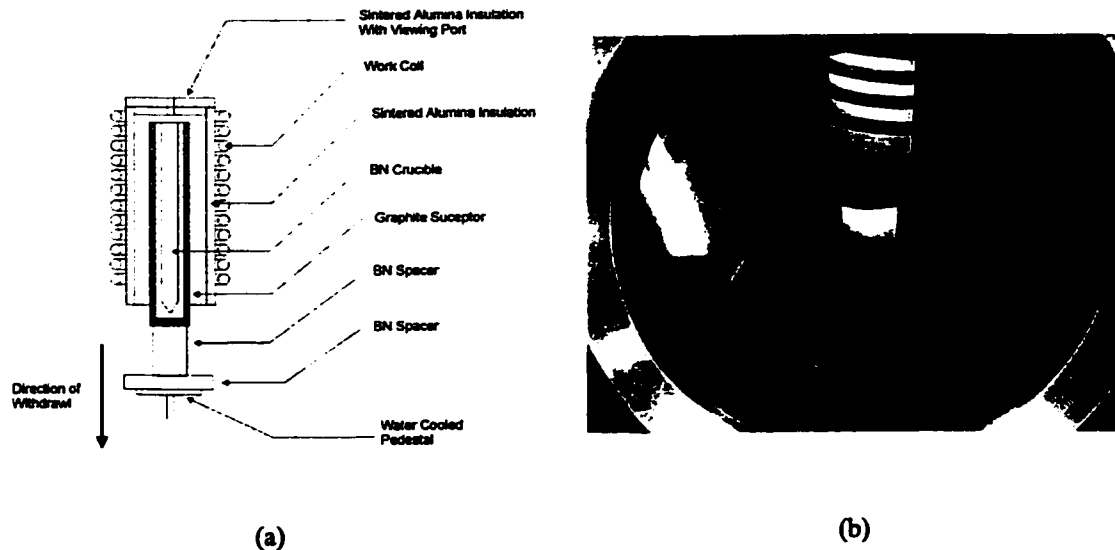 Sintered Alumina Insulation
With Viewing Port
Work Coil
Sintered Alumina Insulation
BN Crucible
Graphite Suceptor
BN Spacer
BN Spacer
Direction of
Withdrawl
Water Cooled
Pedestal
(a)
(b)